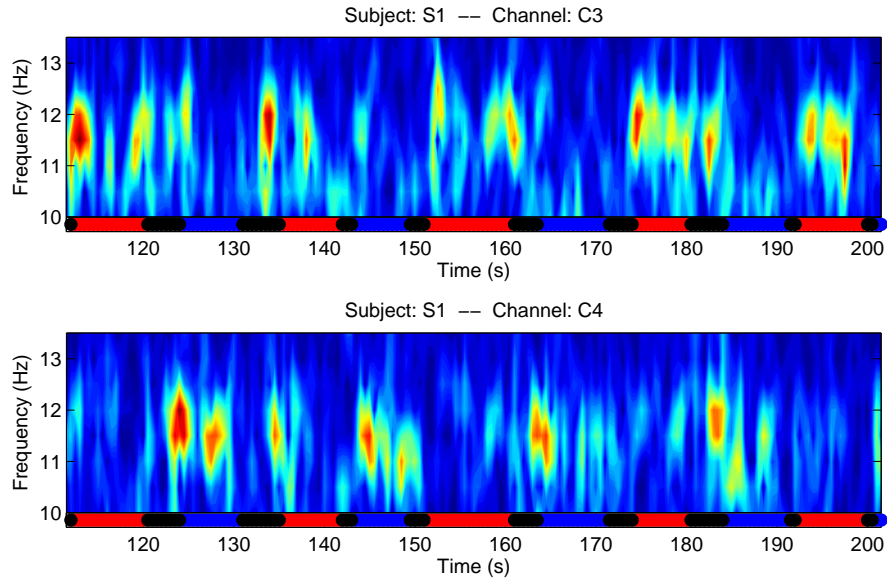 Subject: S1 −− Channel: C3
Frequency (Hz)
13
12
11
10
120 130 140 150 160 170 180 190 200
Time (s)
Subject: S1 −− Channel: C4
Frequency (Hz)
13
12
11
10
120 130 140 150 160 170 180 190 200
Time (s)